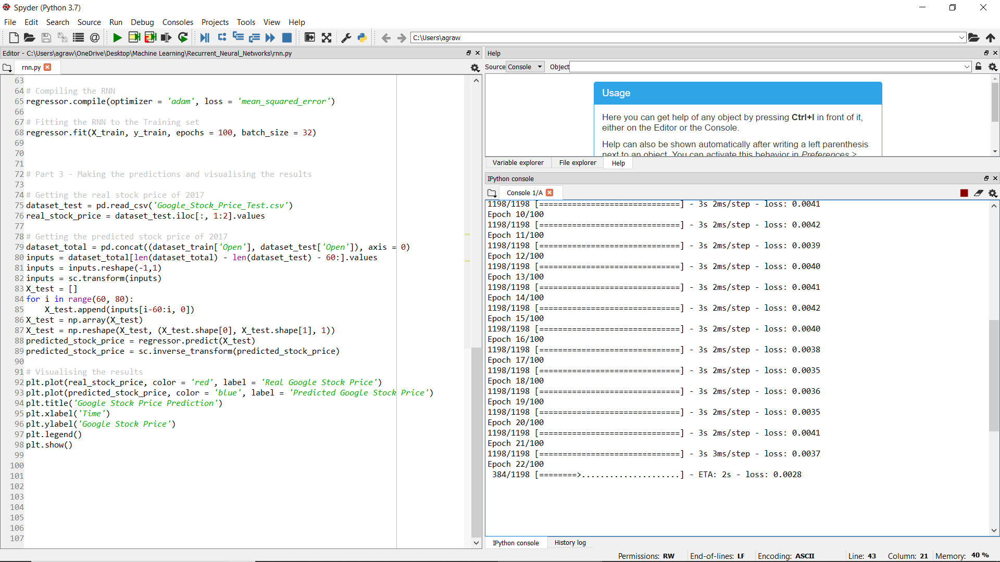 Spyder (Python 3.7)
File Edit Search Source Run Debug Consoles Projects Tools View Help
C:\Users\agraw
Editor - C:\Users\agraw\OneDrive\Desktop\Machine Learning\Recurrent_Neural_Networks\rnn.py
rnn.py
63
64 # Compiling the RNN
65 regressor.compile(optimizer = 'adam', loss = 'mean_squared_error')
66
67 # Fitting the RNN to the Training set
68 regressor.fit(X_train, y_train, epochs = 100, batch_size = 32)
69
70
71
72 # Part 3 - Making the predictions and visualising the results
73
74 # Getting the real stock price of 2017
75 dataset_test = pd.read_csv('Google_Stock_Price_Test.csv')
76 real_stock_price = dataset_test.iloc[:, 1:2].values
77
78 # Getting the predicted stock price of 2017
79 dataset_total = pd.concat((dataset_train['Open'], dataset_test['Open']), axis = 0)
80 inputs = dataset_total[len(dataset_total) - len(dataset_test) - 60:].values
81 inputs = inputs.reshape(-1,1)
82 inputs = sc.transform(inputs)
83 X_test = []
84 for i in range(60, 80):
85     X_test.append(inputs[i-60:i, 0])
86 X_test = np.array(X_test)
87 X_test = np.reshape(X_test, (X_test.shape[0], X_test.shape[1], 1))
88 predicted_stock_price = regressor.predict(X_test)
89 predicted_stock_price = sc.inverse_transform(predicted_stock_price)
90
91 # Visualising the results
92 plt.plot(real_stock_price, color = 'red', label = 'Real Google Stock Price')
93 plt.plot(predicted_stock_price, color = 'blue', label = 'Predicted Google Stock Price')
94 plt.title('Google Stock Price Prediction')
95 plt.xlabel('Time')
96 plt.ylabel('Google Stock Price')
97 plt.legend()
98 plt.show()
99
100
101
102
103
104
105
106
107
Help
Source Console Object
Usage
Here you can get help of any object by pressing Ctrl+I in front of it,
either on the Editor or the Console.
Help can also be shown automatically after writing a left parenthesis
next to an object. You can activate this behavior in Preferences >
Variable explorer File explorer Help
IPython console
Console 1/A
1198/1198 [==============================] - 3s 2ms/step - loss: 0.0041
Epoch 10/100
1198/1198 [==============================] - 3s 2ms/step - loss: 0.0042
Epoch 11/100
1198/1198 [==============================] - 3s 2ms/step - loss: 0.0039
Epoch 12/100
1198/1198 [==============================] - 3s 2ms/step - loss: 0.0040
Epoch 13/100
1198/1198 [==============================] - 3s 2ms/step - loss: 0.0041
Epoch 14/100
1198/1198 [==============================] - 3s 2ms/step - loss: 0.0042
Epoch 15/100
1198/1198 [==============================] - 3s 2ms/step - loss: 0.0040
Epoch 16/100
1198/1198 [==============================] - 3s 2ms/step - loss: 0.0038
Epoch 17/100
1198/1198 [==============================] - 3s 2ms/step - loss: 0.0035
Epoch 18/100
1198/1198 [==============================] - 3s 2ms/step - loss: 0.0036
Epoch 19/100
1198/1198 [==============================] - 3s 2ms/step - loss: 0.0035
Epoch 20/100
1198/1198 [==============================] - 3s 2ms/step - loss: 0.0041
Epoch 21/100
1198/1198 [==============================] - 3s 3ms/step - loss: 0.0037
Epoch 22/100
384/1198 [========>.....................] - ETA: 2s - loss: 0.0028
IPython console History log
Permissions: RW End-of-lines: LF Encoding: ASCII Line: 43 Column: 21 Memory: 40 %